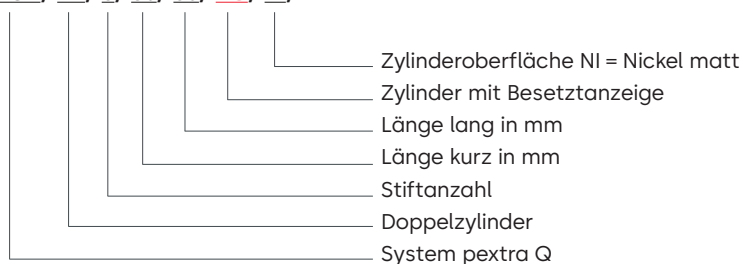 Zylinderoberfläche NI = Nickel matt
Zylinder mit Besetztanzeige
Länge lang in mm
Länge kurz in mm
Stiftanzahl
Doppelzylinder
System pextra Q